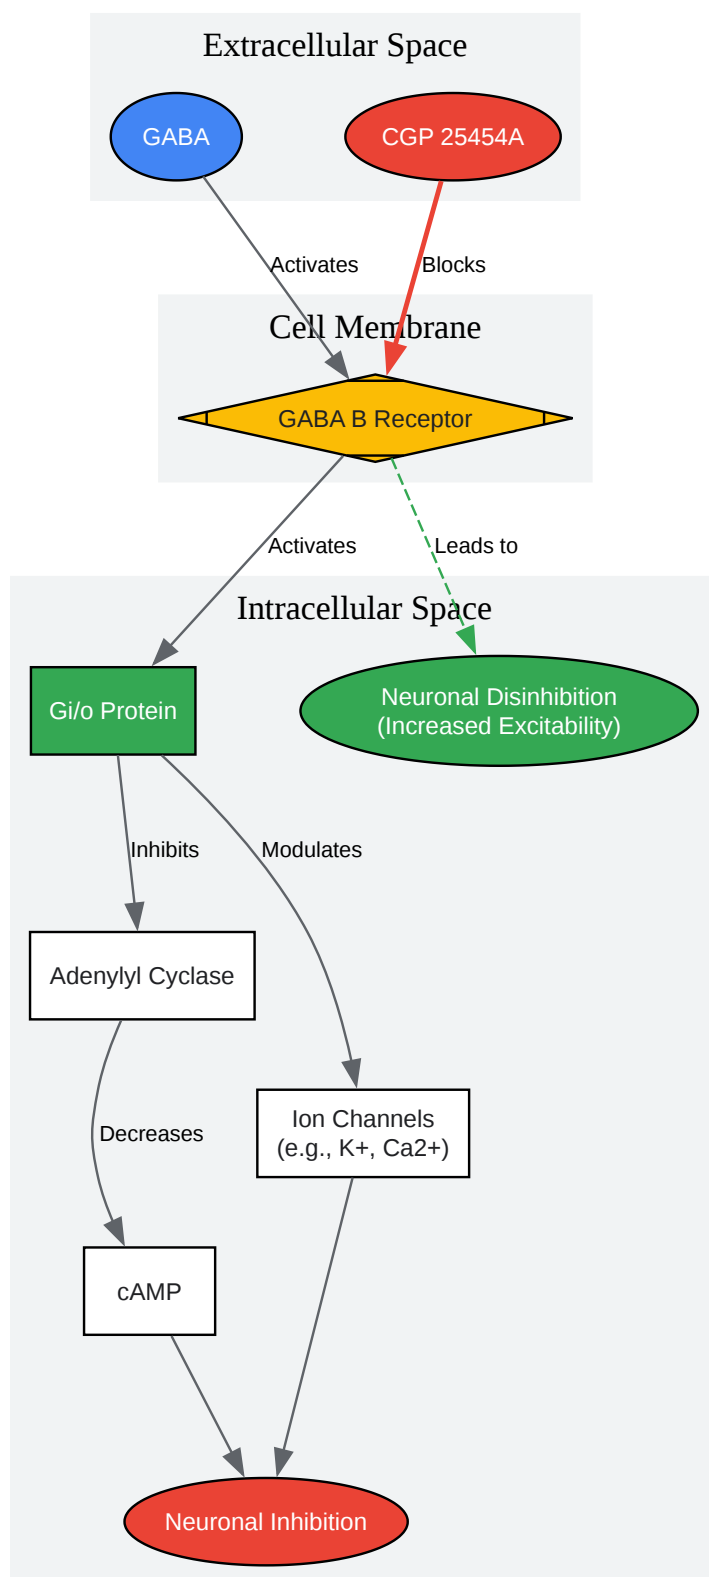 Extracellular Space
GABA
CGP 25454A
Activates
Blocks
Cell Membrane
GABA B Receptor
Activates
Leads to
Intracellular Space
Gi/o Protein
Neuronal Disinhibition
(Increased Excitability)
Inhibits
Modulates
Adenylyl Cyclase
Ion Channels
(e.g., K+, Ca2+)
Decreases
cAMP
Neuronal Inhibition